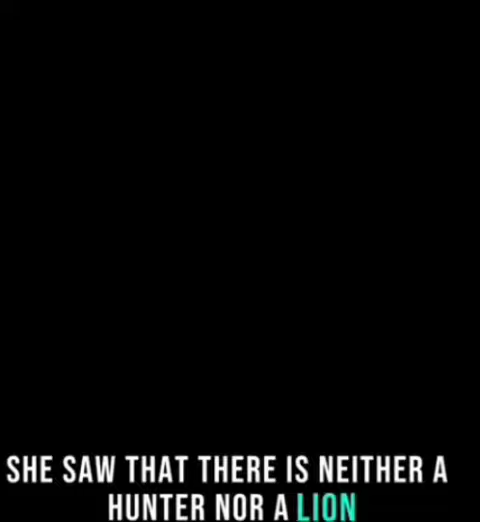 SHE SAW THAT THERE IS NEITHER A
HUNTER NOR A LION